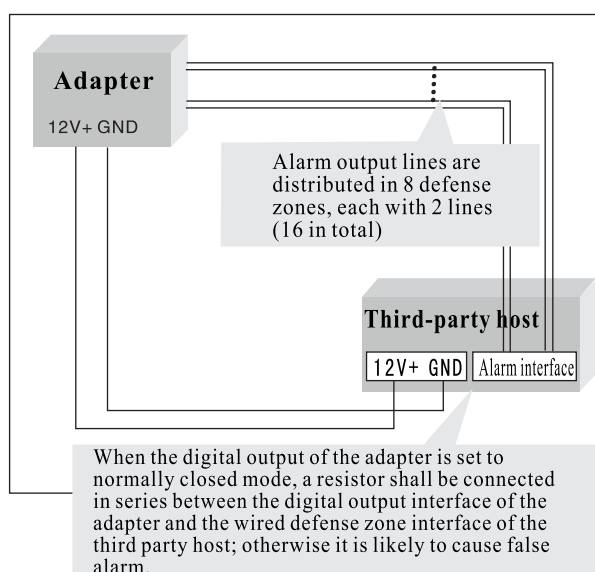 Adapter
12V+ GND
Alarm output lines are
distributed in 8 defense
zones, each with 2 lines
(16 in total)
Third-party host
12V+ GND
Alarm interface
When the digital output of the adapter is set to
normally closed mode, a resistor shall be connected
in series between the digital output interface of the
adapter and the wired defense zone interface of the
third party host; otherwise it is likely to cause false
alarm.